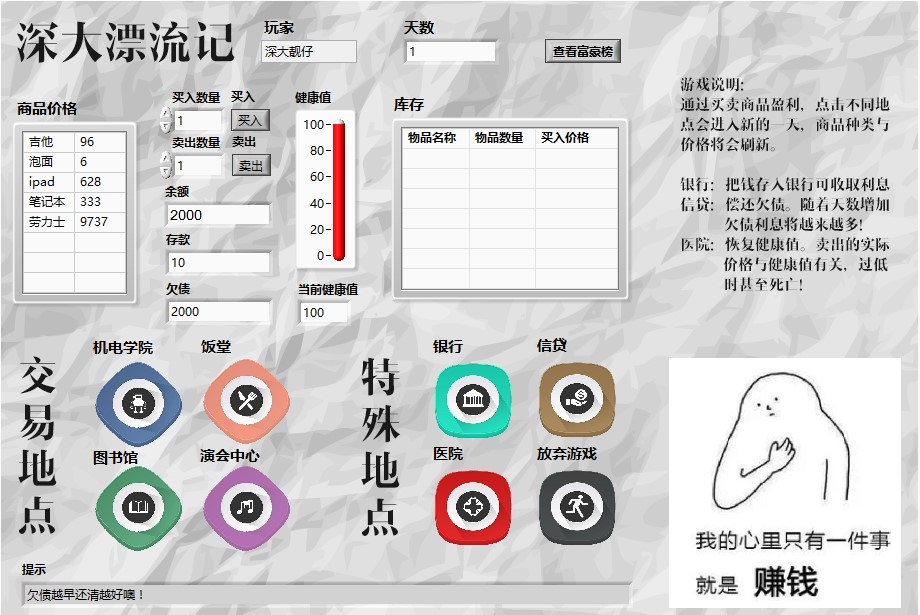 深大漂流记
玩家
深大靓仔
天数
1
查看富豪榜
商品价格
吉他 96
泡面 6
ipad 628
笔记本 333
劳力士 9737
买入数量 买入
1 买入
卖出数量 卖出
1 卖出
余额
2000
存款
10
欠债
2000
健康值
100
80
60
40
20
0
当前健康值
100
库存
物品名称 物品数量 买入价格
游戏说明:
通过买卖商品盈利，点击不同地
点会进入新的一天，商品种类与
价格将会刷新。
银行：把钱存入银行可收取利息
信贷：偿还欠债。随着天数增加
欠债利息将越来越多!
医院：恢复健康值。卖出的实际
价格与健康值有关，过低
时甚至死亡!
交易地点
机电学院 饭堂
图书馆 演会中心
特殊地点
银行 信贷
医院 放弃游戏
我的心里只有一件事
就是 赚钱
提示
欠债越早还清越好噢！